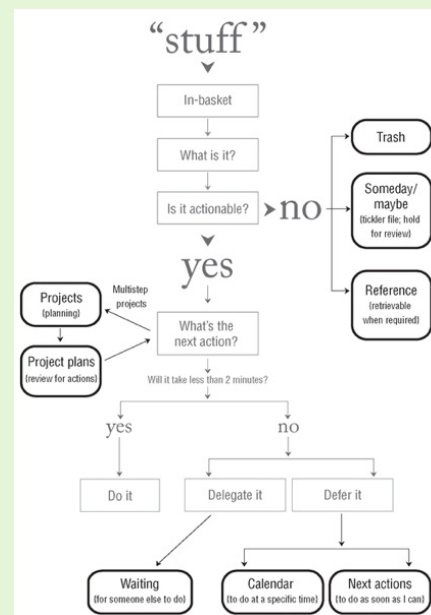 “stuff”
In-basket
What is it?
Is it actionable?
no
Trash
Someday/
maybe
(tickler file; hold
for review)
Reference
(retrievable
when required)
yes
Multistep
projects
Projects
(planning)
Project plans
(review for actions)
What's the
next action?
Will it take less than 2 minutes?
yes
no
Do it
Delegate it
Defer it
Waiting
(for someone else to do)
Calendar
(to do at a specific time)
Next actions
(to do as soon as I can)